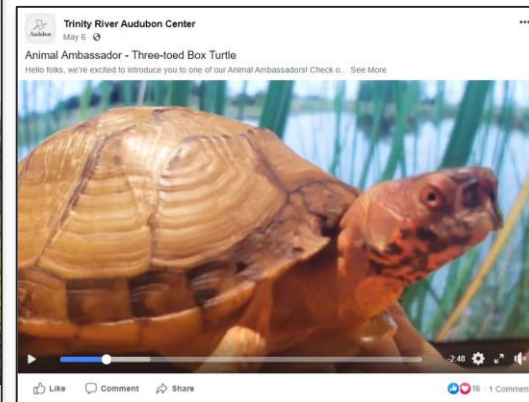 Trinity River Audubon Center
Audubon
May 6
Animal Ambassador - Three-toed Box Turtle
Hello folks, we're excited to introduce you to one of our Animal Ambassadors! Check o... See More
-2:48
Like Comment Share
16 · 1 Comment